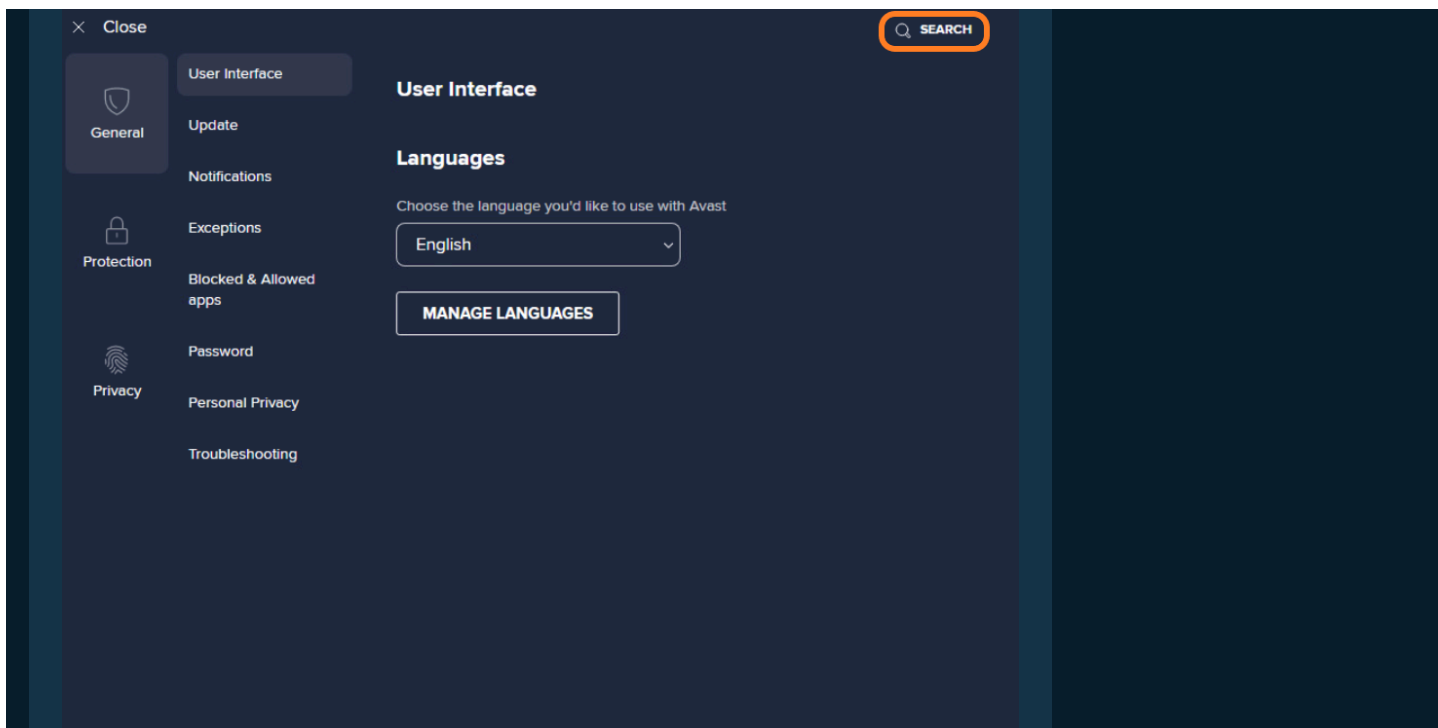 Close
SEARCH
General
Protection
Privacy
User Interface
Update
Notifications
Exceptions
Blocked & Allowed
apps
Password
Personal Privacy
Troubleshooting
User Interface
Languages
Choose the language you'd like to use with Avast
English
MANAGE LANGUAGES